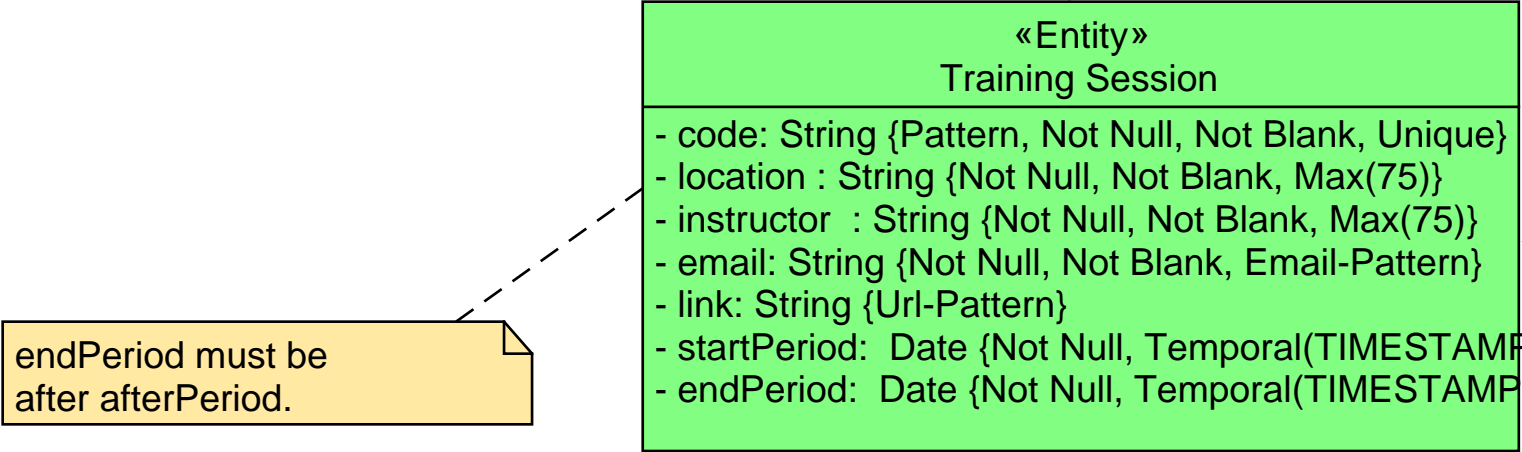 «Entity»
Training Session
- code: String {Pattern, Not Null, Not Blank, Unique}
- location : String {Not Null, Not Blank, Max(75)}
- instructor  : String {Not Null, Not Blank, Max(75)}
- email: String {Not Null, Not Blank, Email-Pattern}
- link: String {Url-Pattern}
- startPeriod:  Date {Not Null, Temporal(TIMESTAMP
- endPeriod:  Date {Not Null, Temporal(TIMESTAMP
endPeriod must be
after afterPeriod.